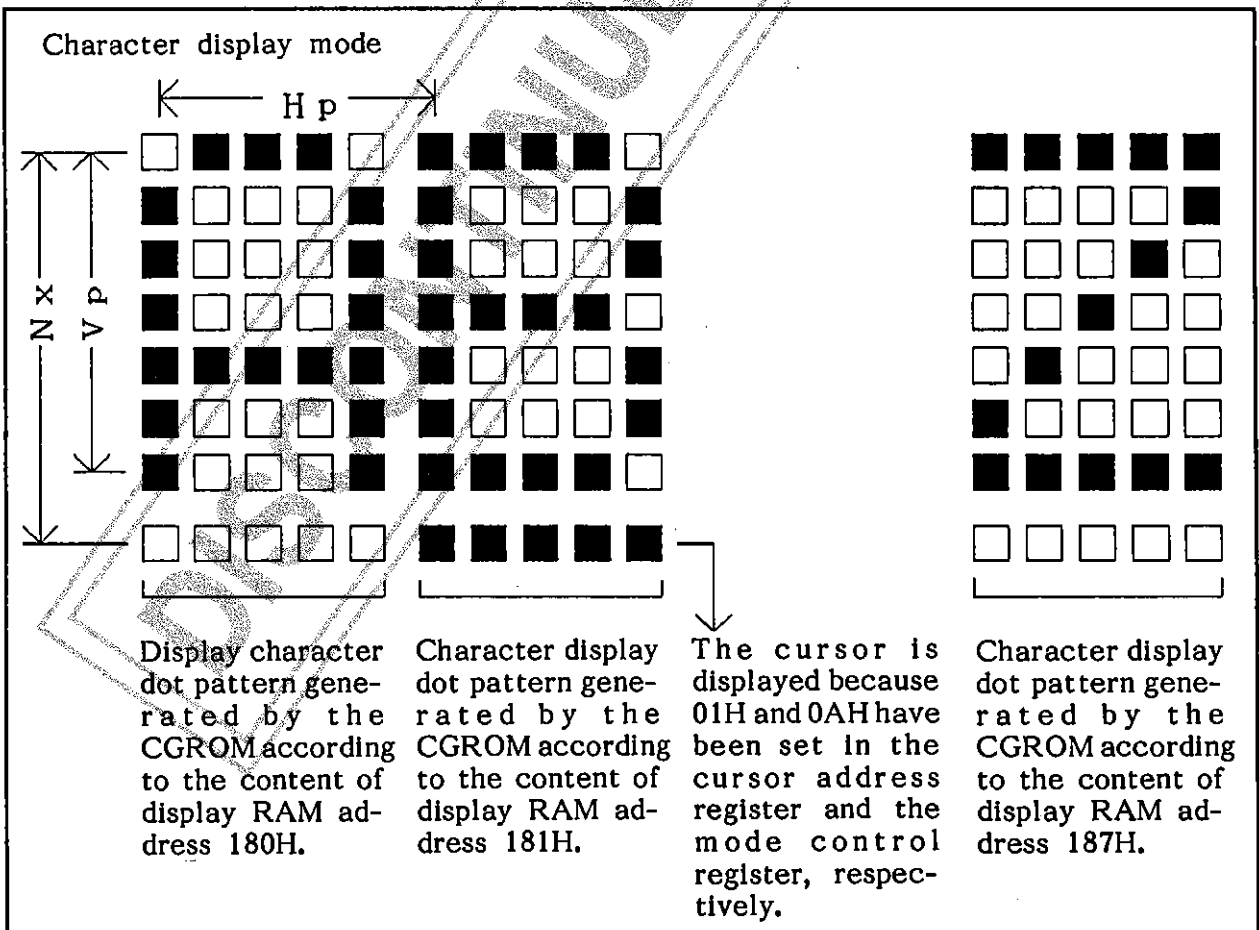 Character display mode
Hp
Nx
Vp
Display character
dot pattern gene-
rated by the
CGROM according
to the content of
display RAM ad-
dress 180H.
Character display
dot pattern gene-
rated by the
CGROM according
to the content of
display RAM ad-
dress 181H.
The cursor is
displayed because
01H and 0AH have
been set in the
cursor address
register and the
mode control
register, respec-
tively.
Character display
dot pattern gene-
rated by the
CGROM according
to the content of
display RAM ad-
dress 187H.